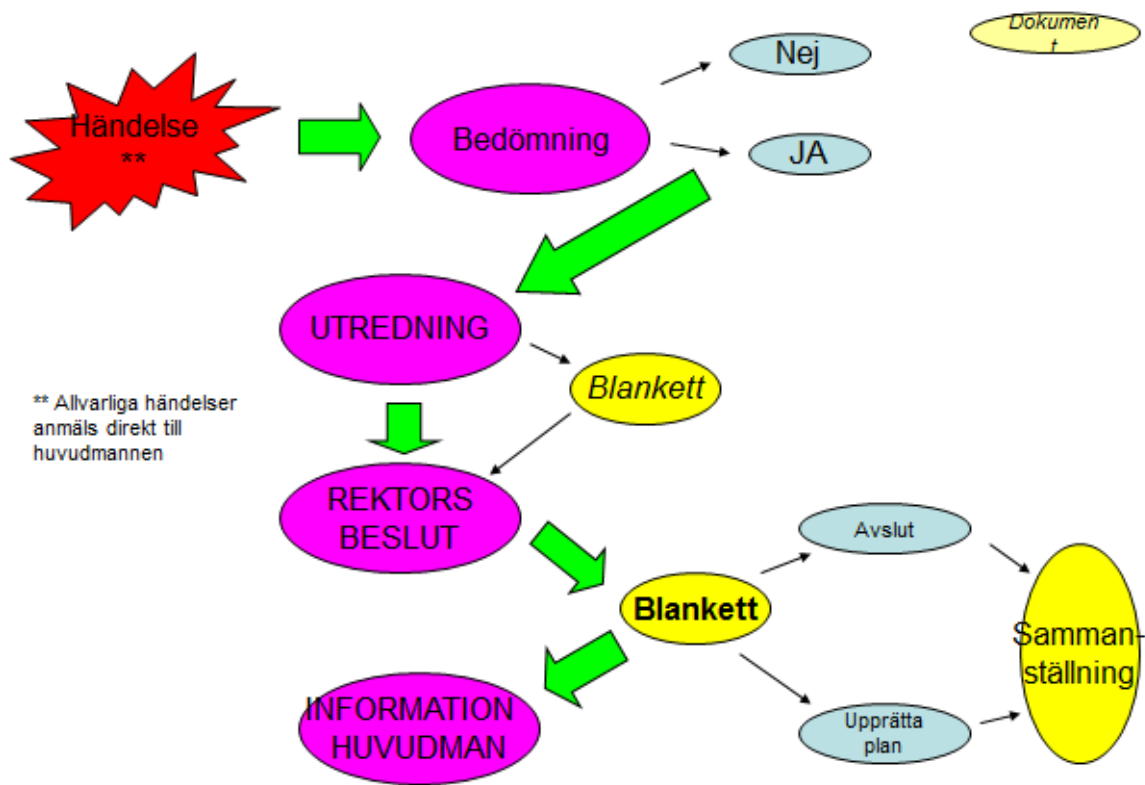 Dokumen
t
Nej
Händelse
**
Bedömning
JA
UTREDNING
Blankett
** Allvarliga händelser
anmäls direkt till
huvudmannen
REKTORS
BESLUT
Avslut
Blankett
Samman-
ställning
INFORMATION
HUVUDMAN
Upprätta
plan